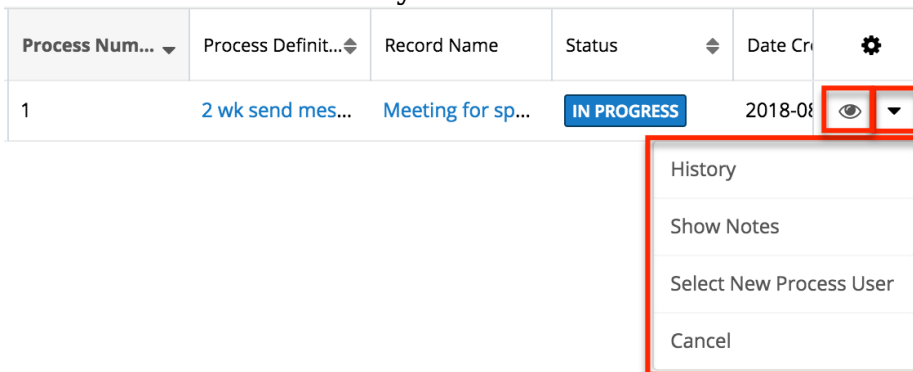 Process Num... Process Definit... Record Name Status Date Cr
1 2 wk send mes... Meeting for sp... IN PROGRESS 2018-08
History
Show Notes
Select New Process User
Cancel